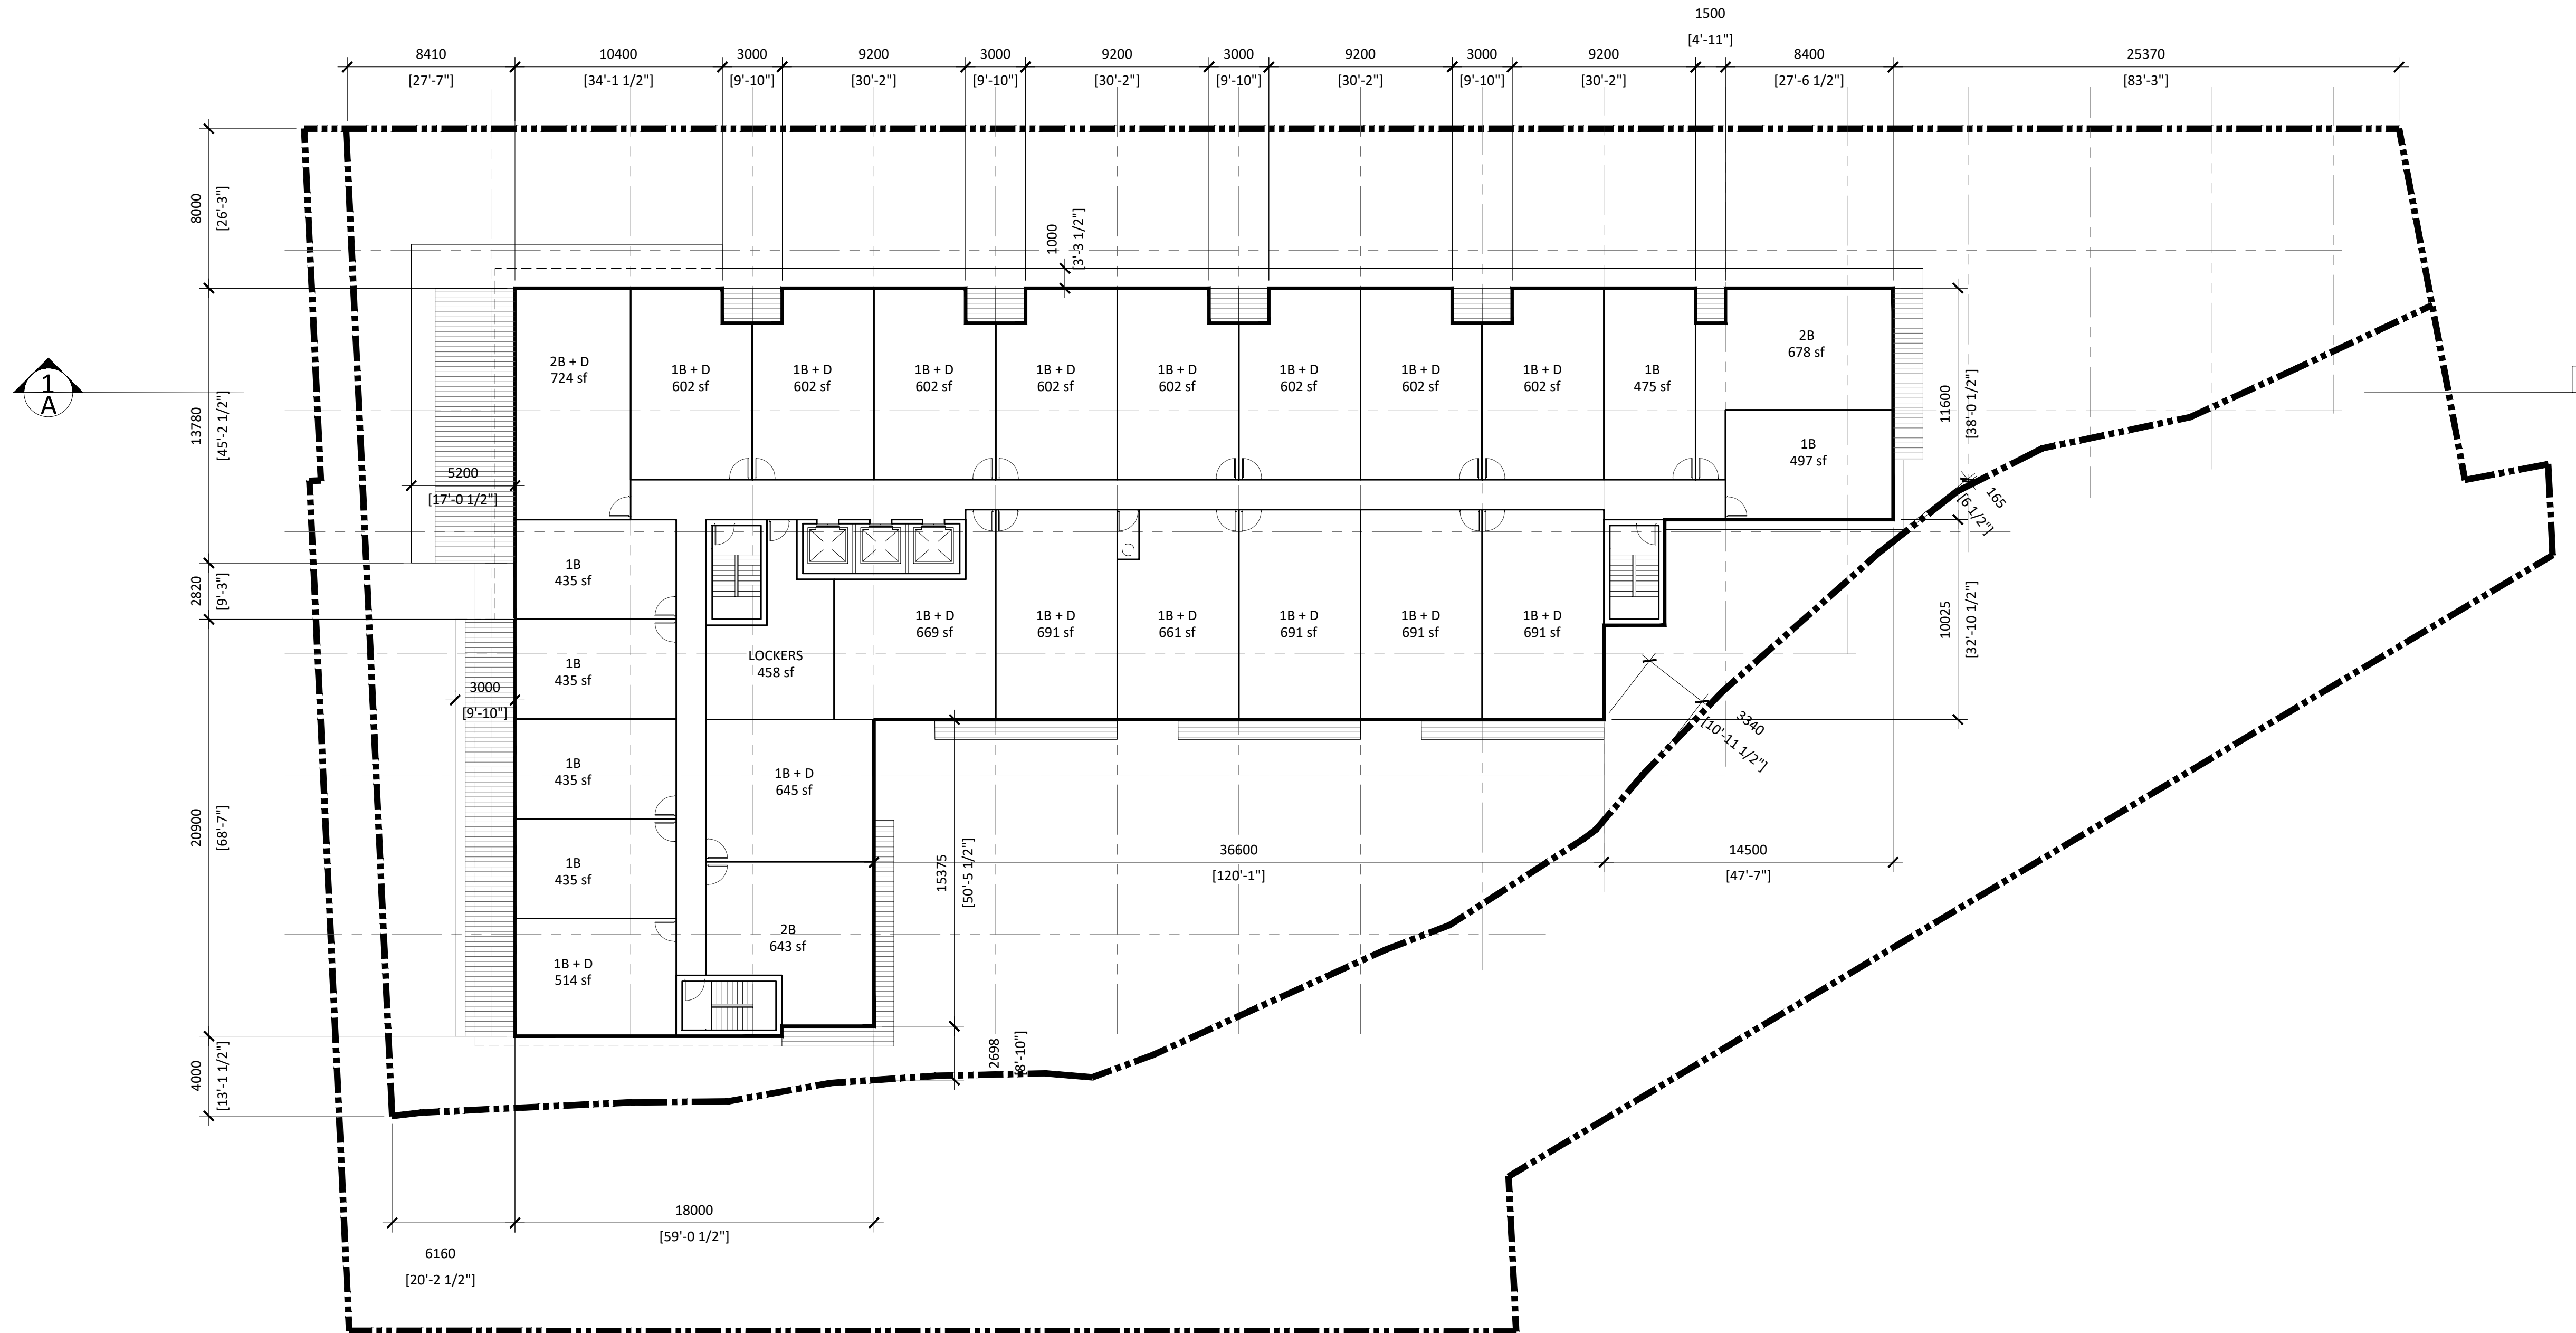 1500
[4'-11"]
8410
[27'-7"]
10400
[34'-1 1/2"]
3000
[9'-10"]
9200
[30'-2"]
3000
[9'-10"]
9200
[30'-2"]
3000
[9'-10"]
9200
[30'-2"]
3000
[9'-10"]
9200
[30'-2"]
8400
[27'-6 1/2"]
25370
[83'-3"]
8000
[26'-3"]
1000
[3'-3 1/2"]
1
A
13780
[45'-2 1/2"]
2B + D
724 sf
1B + D
602 sf
1B + D
602 sf
1B + D
602 sf
1B + D
602 sf
1B + D
602 sf
1B + D
602 sf
1B + D
602 sf
1B + D
602 sf
1B
475 sf
2B
678 sf
1B
497 sf
11600
[38'-0 1/2"]
5200
[17'-0 1/2"]
165
[6 1/2"]
2820
[9'-3"]
1B
435 sf
1B + D
669 sf
1B + D
691 sf
1B + D
661 sf
1B + D
691 sf
1B + D
691 sf
1B + D
691 sf
10025
[32'-10 1/2"]
LOCKERS
458 sf
1B
435 sf
3000
[9'-10"]
3340
[10'-11 1/2"]
1B
435 sf
1B + D
645 sf
20900
[68'-7"]
1B
435 sf
15375
[50'-5 1/2"]
36600
[120'-1"]
14500
[47'-7"]
2B
643 sf
1B + D
514 sf
2698
[8'-10"]
4000
[13'-1 1/2"]
18000
[59'-0 1/2"]
6160
[20'-2 1/2"]